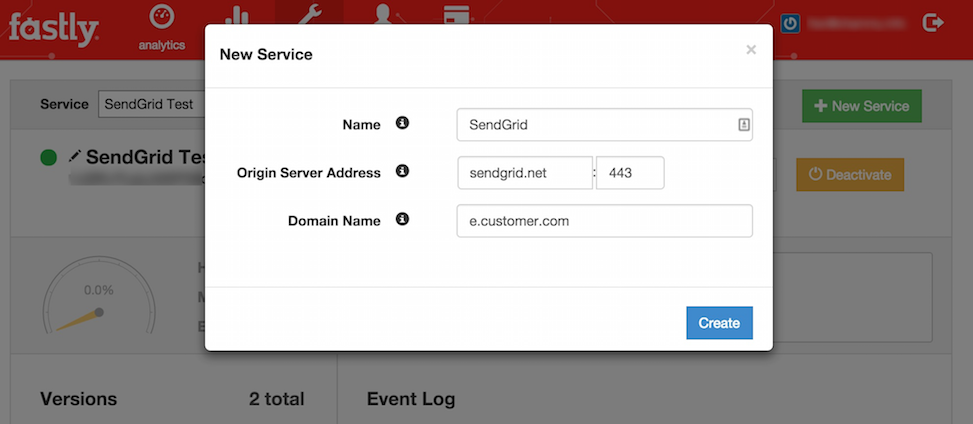 fastly
analytics
New Service
×
Service SendGrid Test
Name SendGrid
New Service
SendGrid Te
Origin Server Address sendgrid.net : 443
Deactivate
Domain Name e.customer.com
0.0%
Create
Versions 2 total Event Log